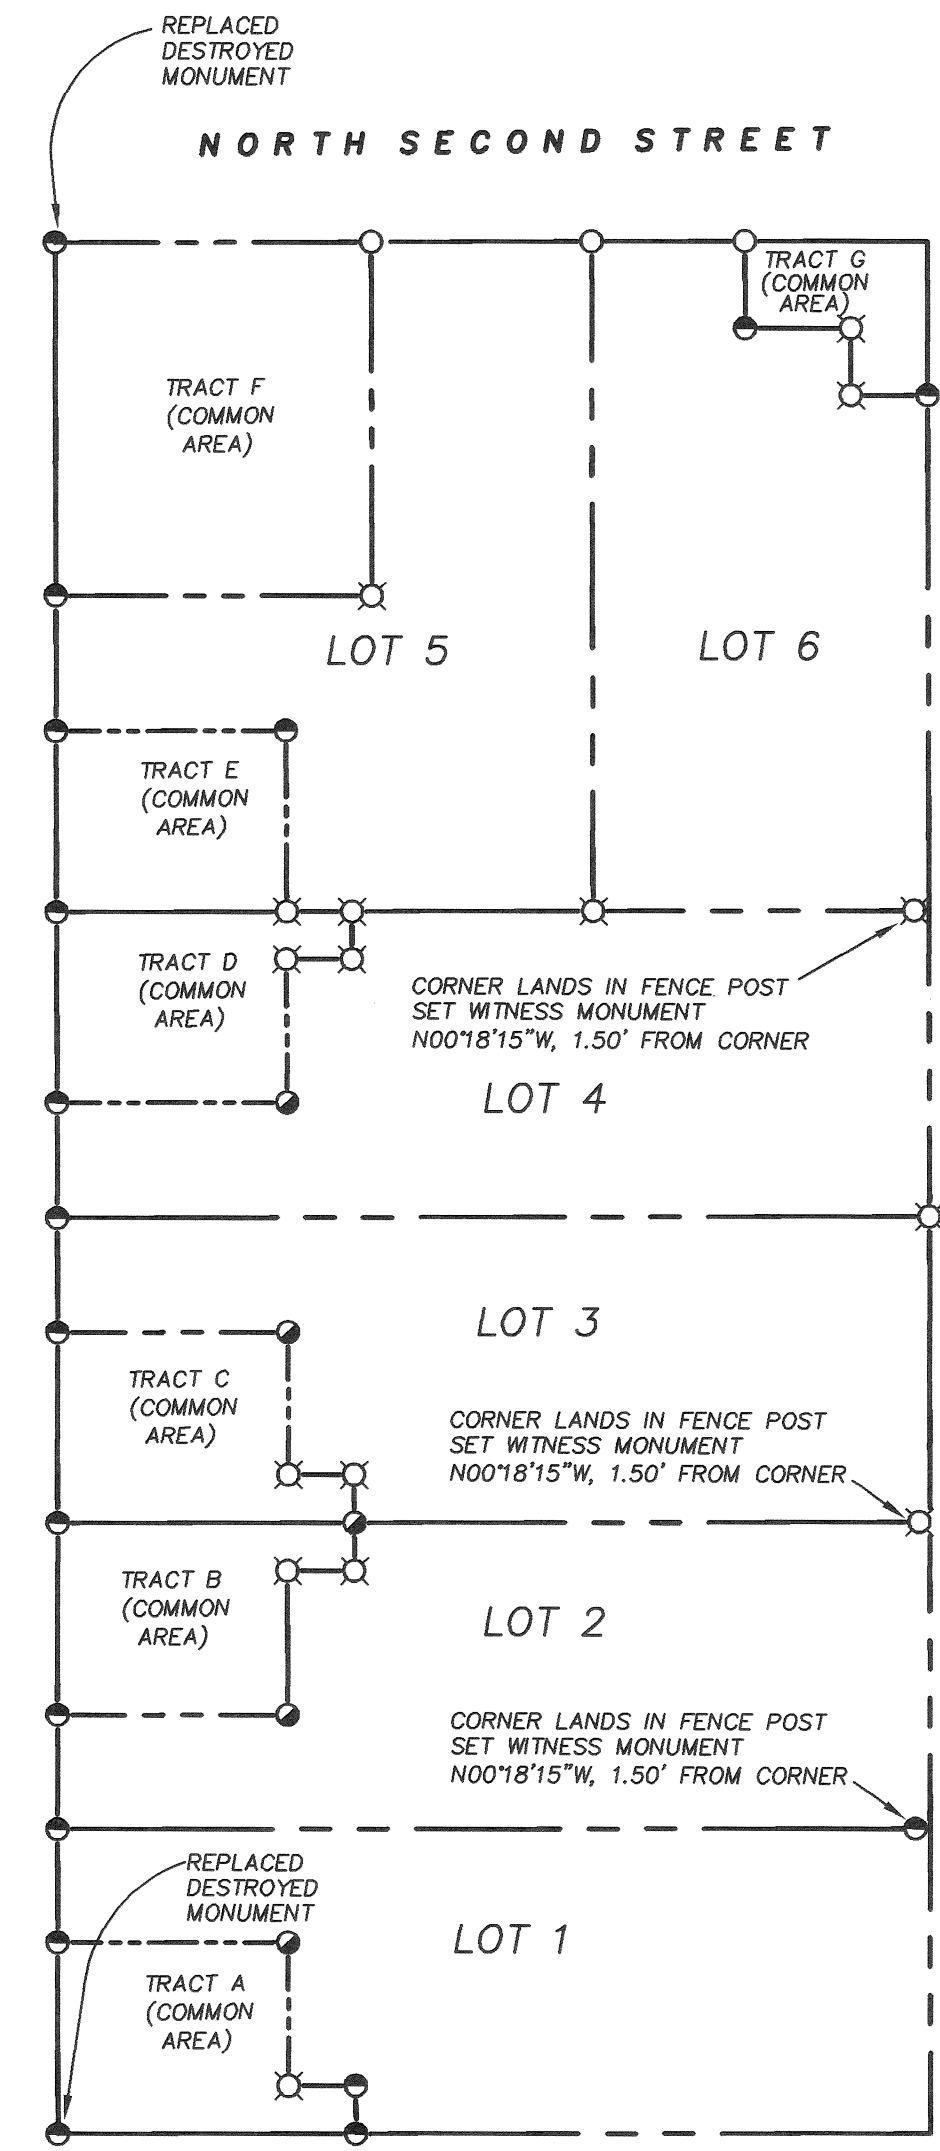 REPLACED
DESTROYED
MONUMENT
NORTH SECOND STREET
TRACT G
(COMMON
AREA)
TRACT F
(COMMON
AREA)
LOT 5
LOT 6
TRACT E
(COMMON
AREA)
TRACT D
(COMMON
AREA)
CORNER LANDS IN FENCE POST
SET WITNESS MONUMENT
N00°18'15"W, 1.50' FROM CORNER
LOT 4
LOT 3
TRACT C
(COMMON
AREA)
CORNER LANDS IN FENCE POST
SET WITNESS MONUMENT
N00°18'15"W, 1.50' FROM CORNER
TRACT B
(COMMON
AREA)
LOT 2
CORNER LANDS IN FENCE POST
SET WITNESS MONUMENT
N00°18'15"W, 1.50' FROM CORNER
REPLACED
DESTROYED
MONUMENT
LOT 1
TRACT A
(COMMON
AREA)